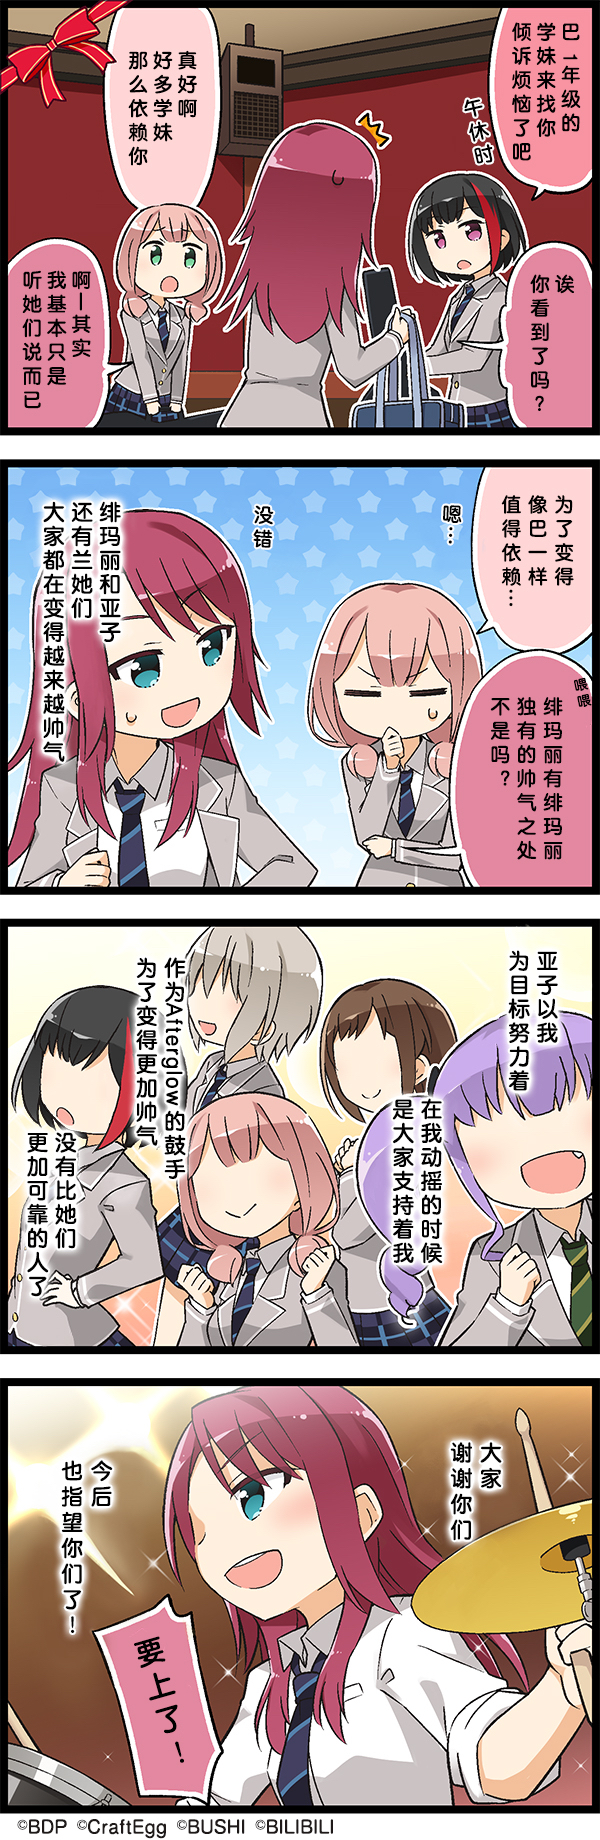 巴 1年级的
学妹来找你
倾诉烦恼了吧
午休时
诶
你看到了吗？
真好啊
好多学妹
那么依赖你
啊—其实
我基本只是
听她们说而已
为了变得
像巴一样
值得依赖…
嗯…
喂喂
绯玛丽有绯玛丽
独有的帅气之处
不是吗？
没错
绯玛丽和亚子
还有兰她们
大家都在变得越来越帅气
亚子以我
为目标努力着
在我动摇的时候
是大家支持着我
作为Afterglow的鼓手
为了变得更加帅气
没有比她们
更加可靠的人了
大家
谢谢你们
今后
也指望你们了！
要上了！
©BDP ©CraftEgg ©BUSHI ©BILIBILI